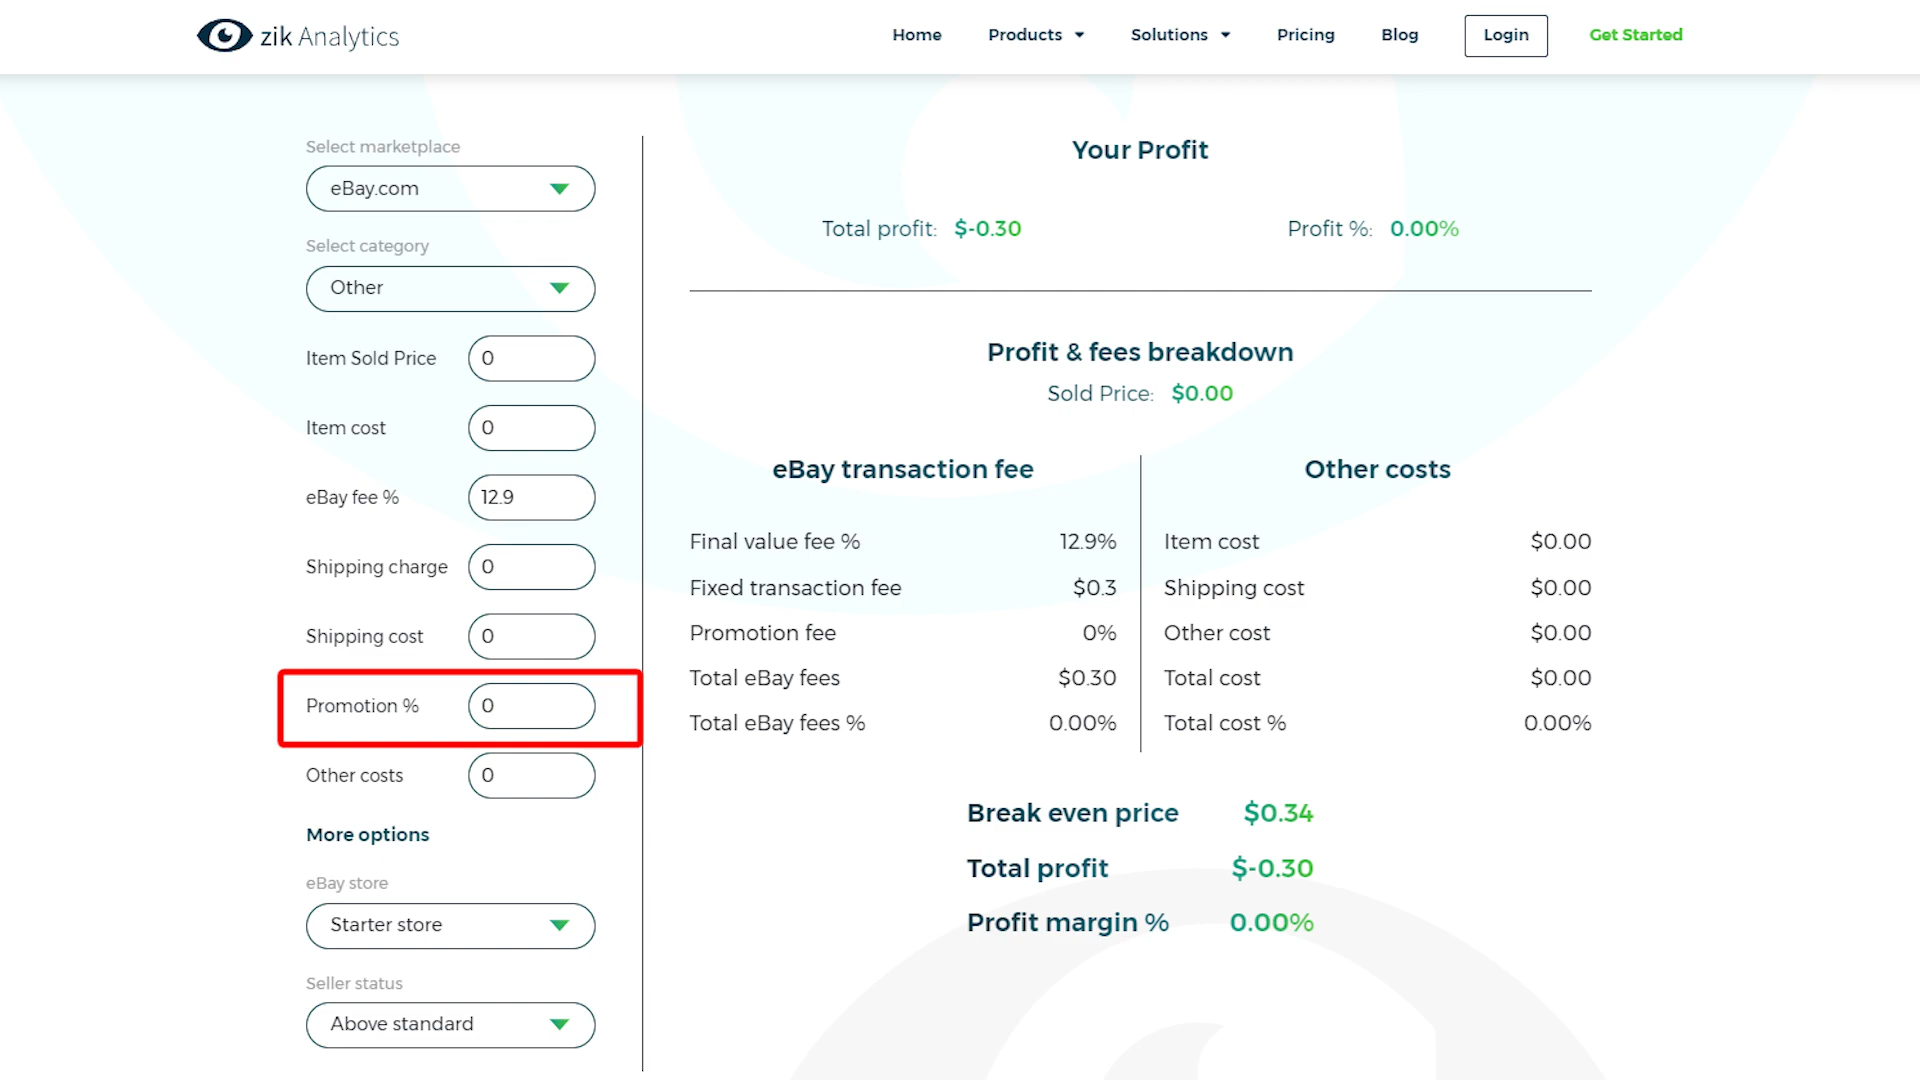 zik Analytics
Home Products Solutions Pricing Blog Login Get Started
Select marketplace
eBay.com
Select category
Other
Item Sold Price 0
Item cost 0
eBay fee % 12.9
Shipping charge 0
Shipping cost 0
Promotion % 0
Other costs 0
More options
eBay store
Starter store
Seller status
Above standard
Your Profit
Total profit: $-0.30 Profit %: 0.00%
Profit & fees breakdown
Sold Price: $0.00
eBay transaction fee
Final value fee % 12.9%
Fixed transaction fee $0.3
Promotion fee 0%
Total eBay fees $0.30
Total eBay fees % 0.00%
Other costs
Item cost $0.00
Shipping cost $0.00
Other cost $0.00
Total cost $0.00
Total cost % 0.00%
Break even price $0.34
Total profit $-0.30
Profit margin % 0.00%